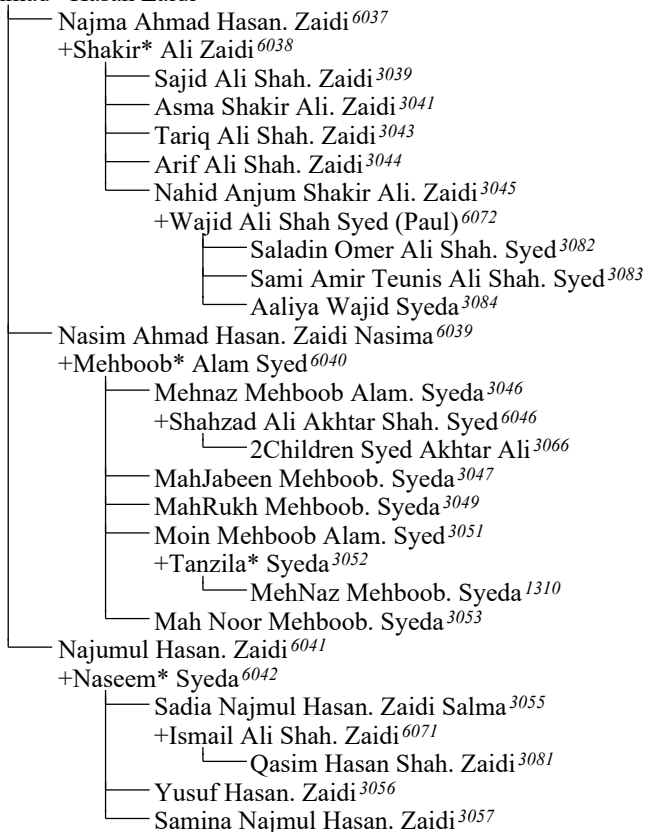 Najma Ahmad Hasan. Zaidi 6037
+Shakir* Ali Zaidi 6038
Sajid Ali Shah. Zaidi 3039
Asma Shakir Ali. Zaidi 3041
Tariq Ali Shah. Zaidi 3043
Arif Ali Shah. Zaidi 3044
Nahid Anjum Shakir Ali. Zaidi 3045
+Wajid Ali Shah Syed (Paul) 6072
Saladin Omer Ali Shah. Syed 3082
Sami Amir Teunis Ali Shah. Syed 3083
Aaliya Wajid Syeda 3084
Nasim Ahmad Hasan. Zaidi Nasima 6039
+Mehboob* Alam Syed 6040
Mehnaz Mehboob Alam. Syeda 3046
+Shahzad Ali Akhtar Shah. Syed 6046
2Children Syed Akhtar Ali 3066
MahJabeen Mehboob. Syeda 3047
MahRukh Mehboob. Syeda 3049
Moin Mehboob Alam. Syed 3051
+Tanzila* Syeda 3052
MehNaz Mehboob. Syeda 1310
Mah Noor Mehboob. Syeda 3053
Najumul Hasan. Zaidi 6041
+Naseem* Syeda 6042
Sadia Najmul Hasan. Zaidi Salma 3055
+Ismail Ali Shah. Zaidi 6071
Qasim Hasan Shah. Zaidi 3081
Yusuf Hasan. Zaidi 3056
Samina Najmul Hasan. Zaidi 3057